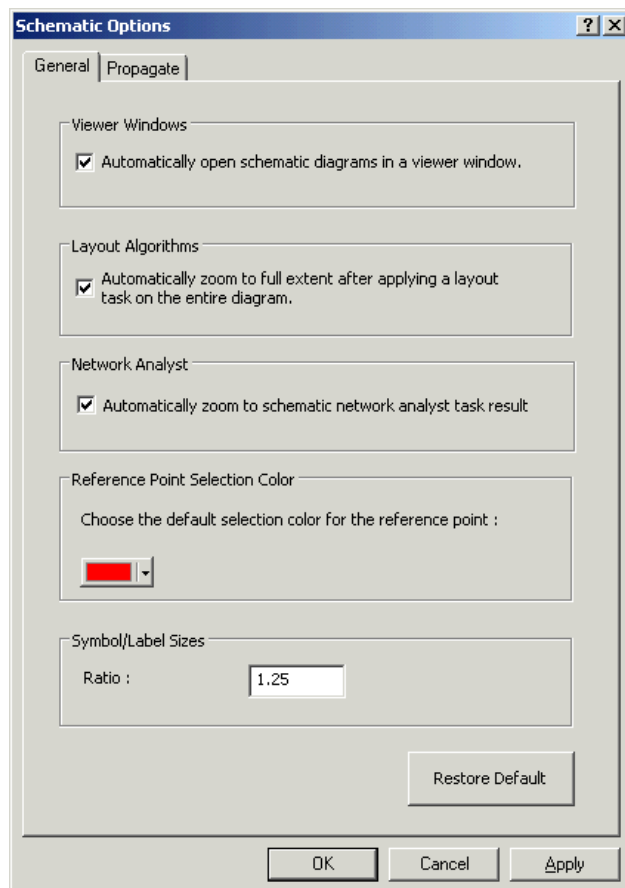 Schematic Options
General
Propagate
Viewer Windows
Automatically open schematic diagrams in a viewer window.
Layout Algorithms
Automatically zoom to full extent after applying a layout
task on the entire diagram.
Network Analyst
Automatically zoom to schematic network analyst task result
Reference Point Selection Color
Choose the default selection color for the reference point :
Symbol/Label Sizes
Ratio :
1.25
Restore Default
OK
Cancel
Apply